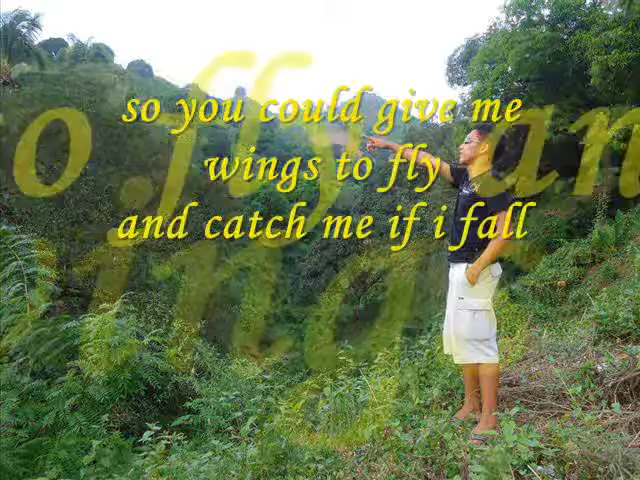 so you could give me
wings to fly
and catch me if i fall